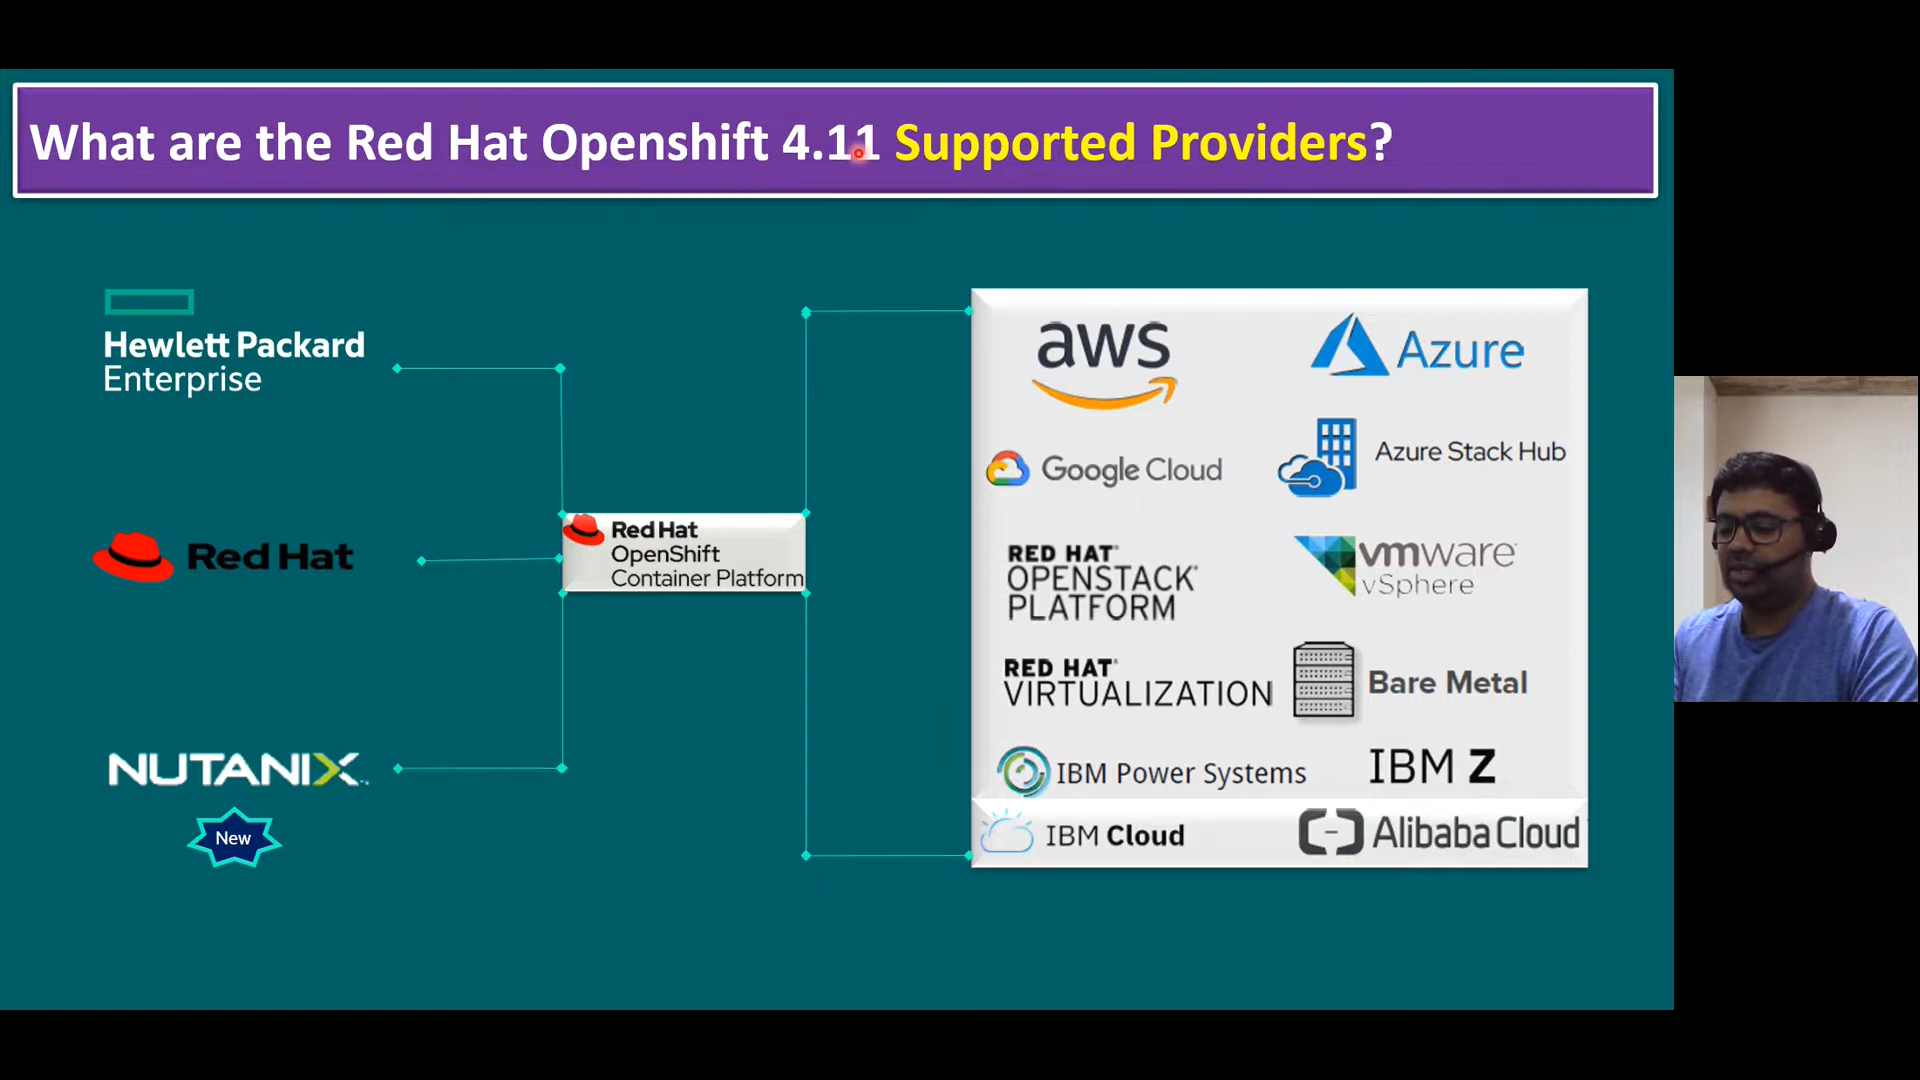 What are the Red Hat Openshift 4.11 Supported Providers?
Hewlett Packard
Enterprise
Red Hat
NUTANIX
New
Red Hat
OpenShift
Container Platform
aws
Azure
Google Cloud
Azure Stack Hub
RED HAT
OPENSTACK
PLATFORM
vmware
vSphere
RED HAT
VIRTUALIZATION
Bare Metal
IBM Power Systems
IBM Z
IBM Cloud
Alibaba Cloud